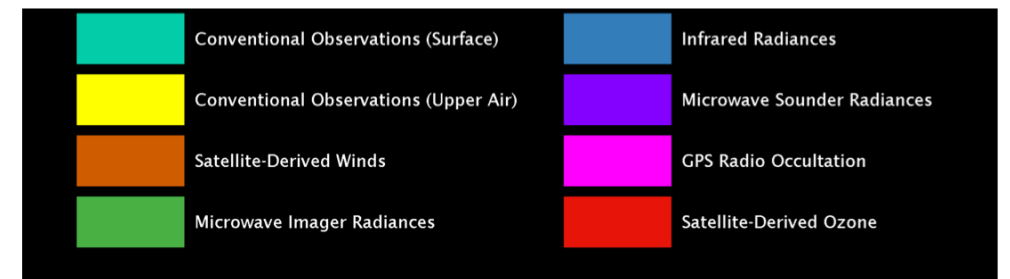 Conventional Observations (Surface)
Conventional Observations (Upper Air)
Satellite-Derived Winds
Microwave Imager Radiances
Infrared Radiances
Microwave Sounder Radiances
GPS Radio Occultation
Satellite-Derived Ozone